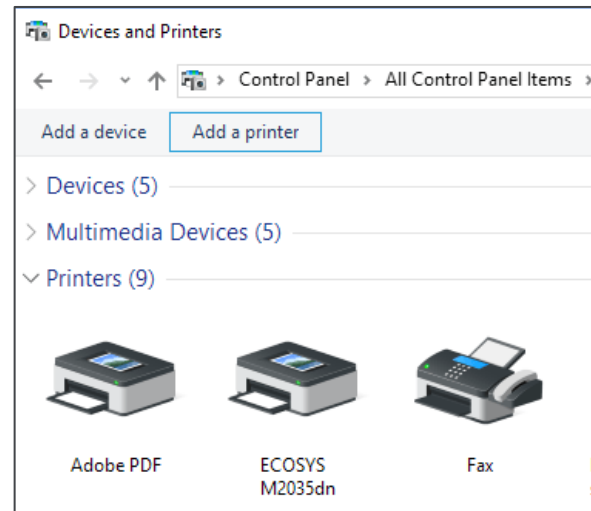 Devices and Printers
Control Panel > All Control Panel Items >
Add a device Add a printer
Devices (5)
Multimedia Devices (5)
Printers (9)
Adobe PDF ECOSYS Fax
M2035dn